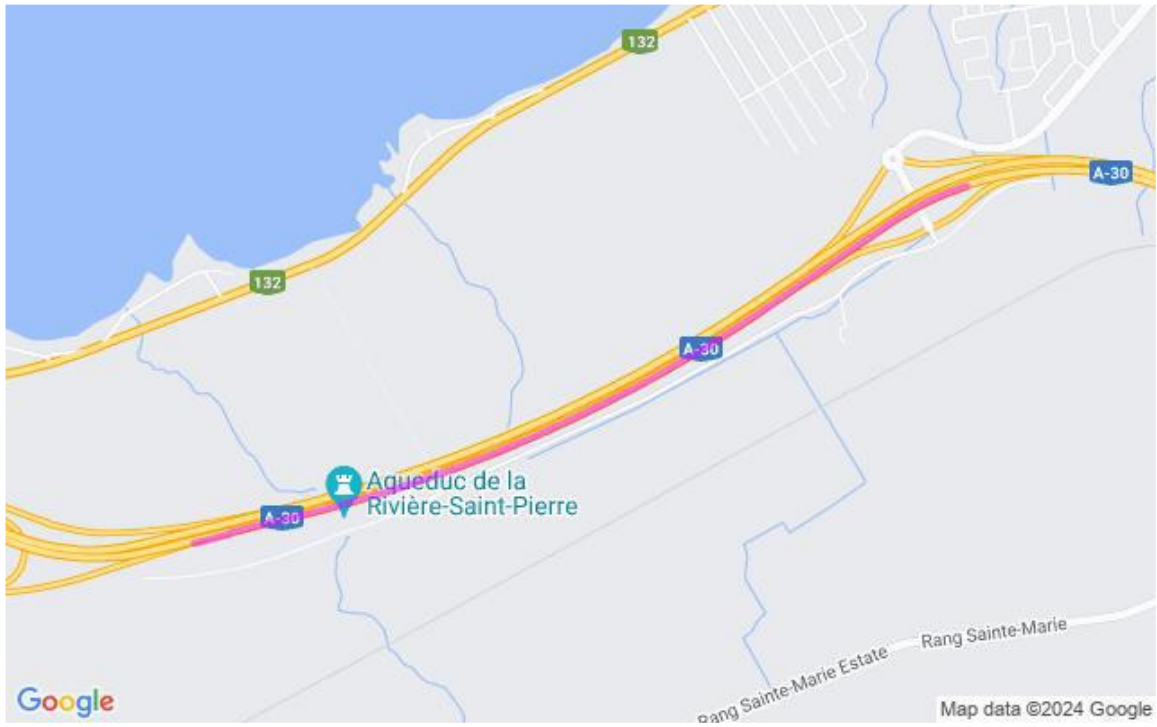 132
A-30
132
A-30
Aqueduc de la
Rivière-Saint-Pierre
A-30
Rang Sainte-Marie
Rang Sainte-Marie Estate
Google
Map data ©2024 Google